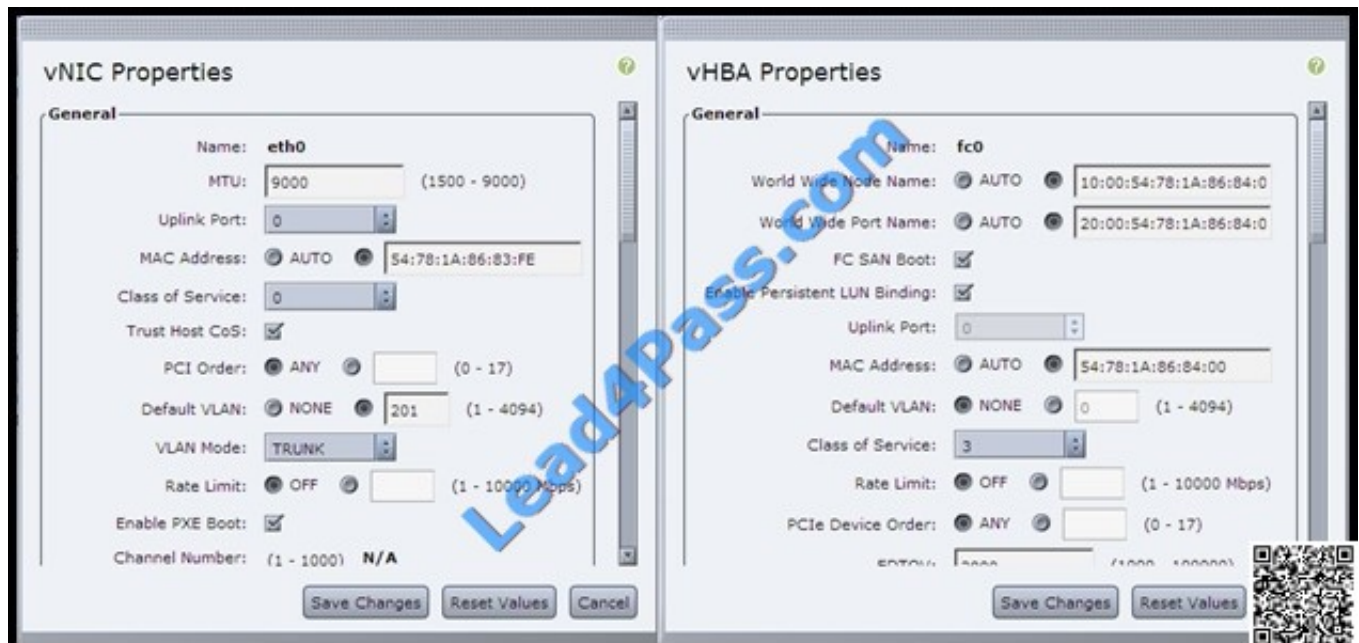 vNIC Properties
General
Name: eth0
MTU: 9000 (1500 - 9000)
Uplink Port: 0
MAC Address: AUTO 54:78:1A:86:83:FE
Class of Service: 0
Trust Host CoS:
PCI Order: ANY (0 - 17)
Default VLAN: NONE 201 (1 - 4094)
VLAN Mode: TRUNK
Rate Limit: OFF (1 - 10000 Mbps)
Enable PXE Boot:
Channel Number: (1 - 1000) N/A
Save Changes Reset Values Cancel
vHBA Properties
General
Name: fc0
World Wide Node Name: AUTO 10:00:54:78:1A:86:84:0
World Wide Port Name: AUTO 20:00:54:78:1A:86:84:0
FC SAN Boot:
Enable Persistent LUN Binding:
Uplink Port: 0
MAC Address: AUTO 54:78:1A:86:84:00
Default VLAN: NONE 0 (1 - 4094)
Class of Service: 3
Rate Limit: OFF (1 - 10000 Mbps)
PCIe Device Order: ANY (0 - 17)
Save Changes Reset Values
Lead4Pass.com